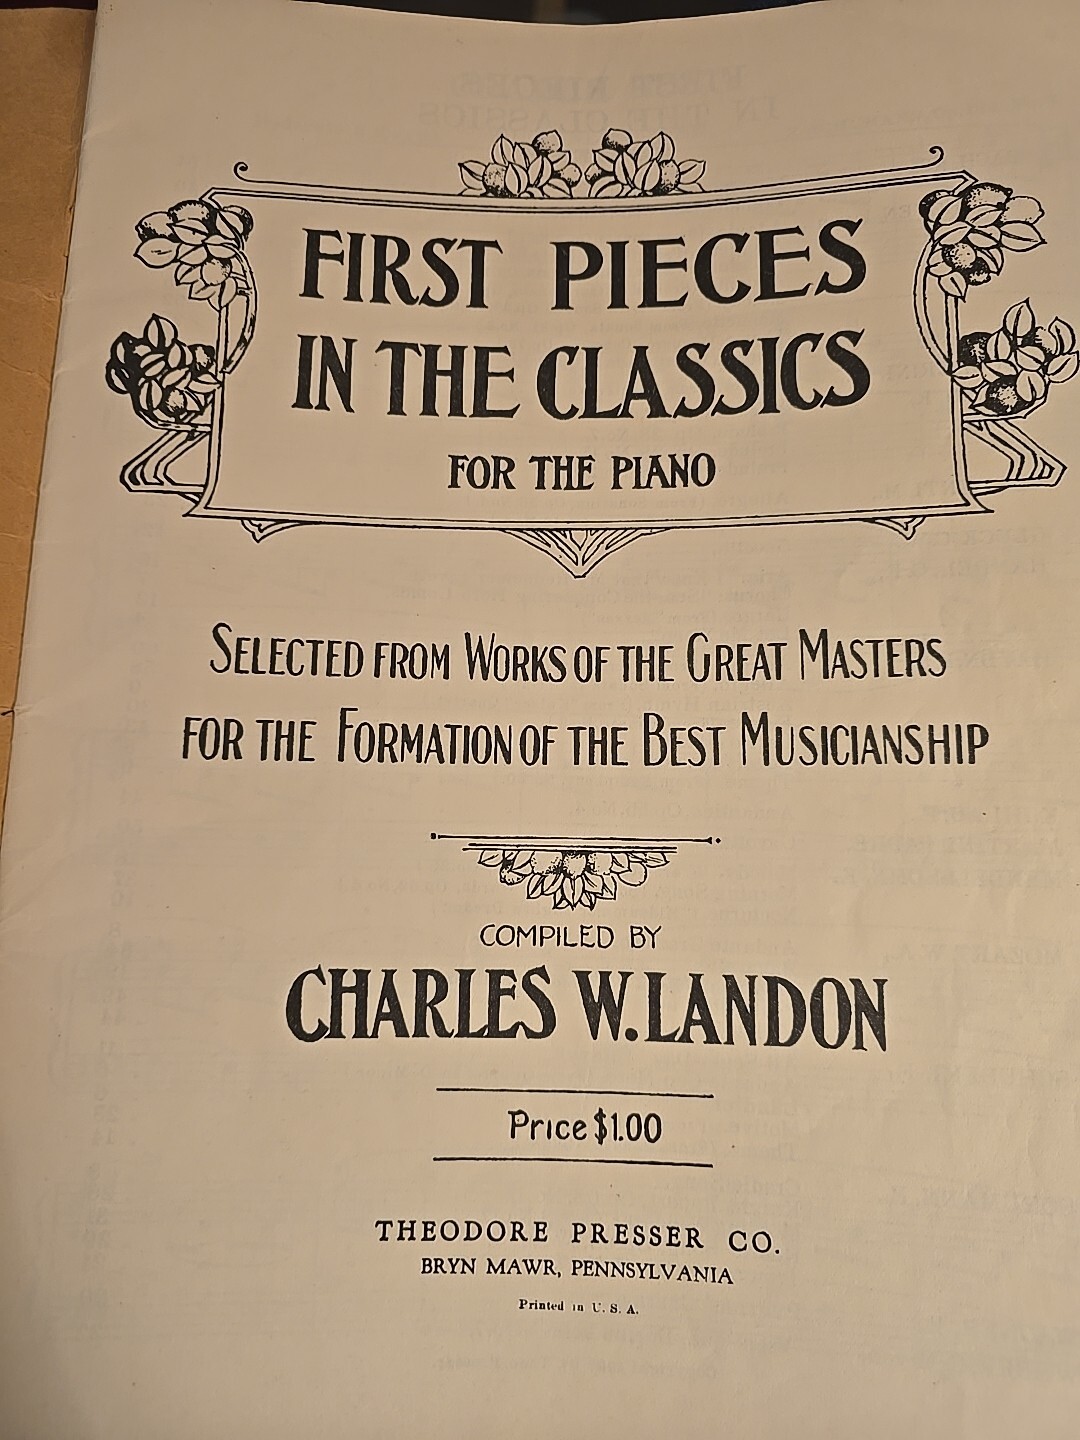 FIRST PIECES
IN THE CLASSICS
FOR THE PIANO
SELECTED FROM WORKS OF THE GREAT MASTERS
FOR THE FORMATION OF THE BEST MUSICIANSHIP
COMPILED BY
CHARLES W. LANDON
Price $1.00
THEODORE PRESSER CO.
BRYN MAWR, PENNSYLVANIA
Printed in U. S. A.